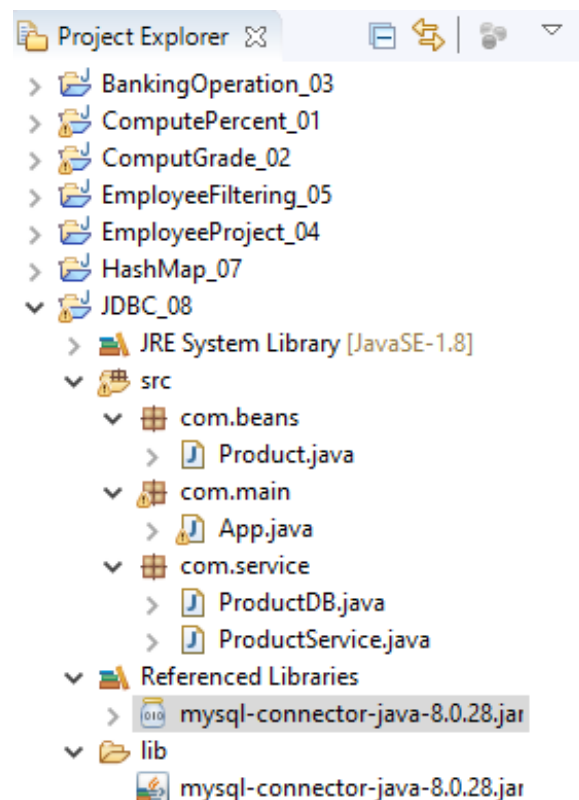 Project Explorer
BankingOperation_03
ComputePercent_01
ComputGrade_02
EmployeeFiltering_05
EmployeeProject_04
HashMap_07
JDBC_08
JRE System Library [JavaSE-1.8]
src
com.beans
Product.java
com.main
App.java
com.service
ProductDB.java
ProductService.java
Referenced Libraries
mysql-connector-java-8.0.28.jar
lib
mysql-connector-java-8.0.28.jar